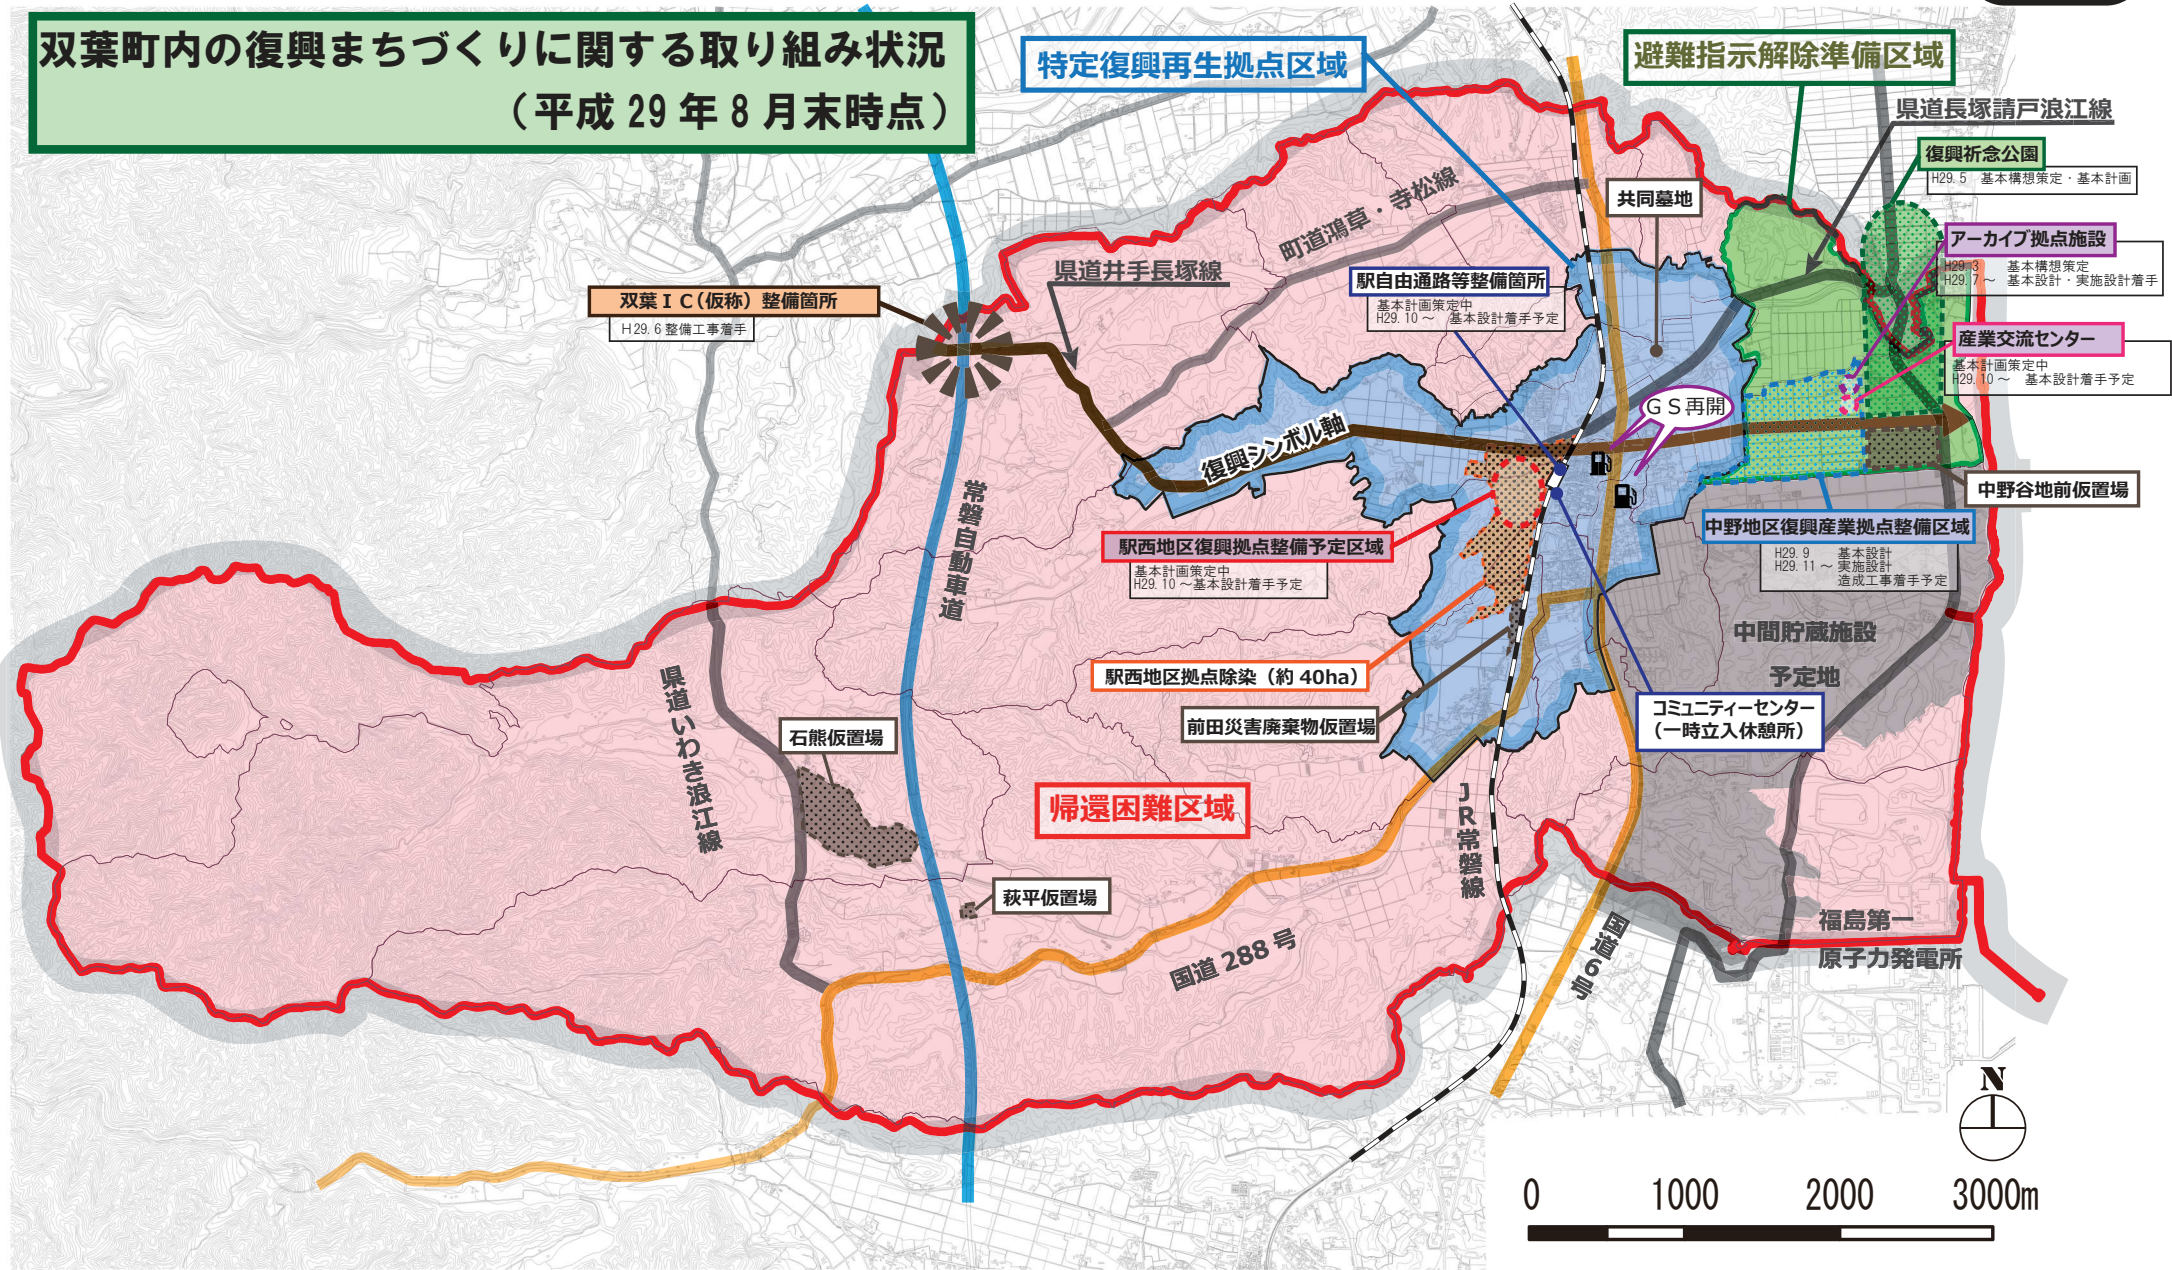 双葉町内の復興まちづくりに関する取り組み状況
（平成 29 年 8 月末時点）
特定復興再生拠点区域
避難指示解除準備区域
県道長塚請戸浪江線
復興祈念公園
H29.5 基本構想策定・基本計画
町道鴻草・寺松線
共同墓地
アーカイブ拠点施設
H29.3 基本構想策定
H29.7～ 基本設計・実施設計着手
県道井手長塚線
駅自由通路等整備箇所
基本計画策定中
H29.10～ 基本設計着手予定
双葉ＩＣ（仮称）整備箇所
H29.6 整備工事着手
産業交流センター
基本計画策定中
H29.10～ 基本設計着手予定
ＧＳ再開
復興シンボル軸
中野谷地前仮置場
常磐自動車道
中野地区復興産業拠点整備区域
H29.9 基本設計
H29.11～ 実施設計
造成工事着手予定
駅西地区復興拠点整備予定区域
基本計画策定中
H29.10～基本設計着手予定
中間貯蔵施設
予定地
駅西地区拠点除染（約 40ha）
県道いわき浪江線
前田災害廃棄物仮置場
コミュニティーセンター
（一時立入休憩所）
石熊仮置場
帰還困難区域
ＪＲ常磐線
萩平仮置場
国道 288 号
国道6号
福島第一
原子力発電所
N
0 1000 2000 3000m